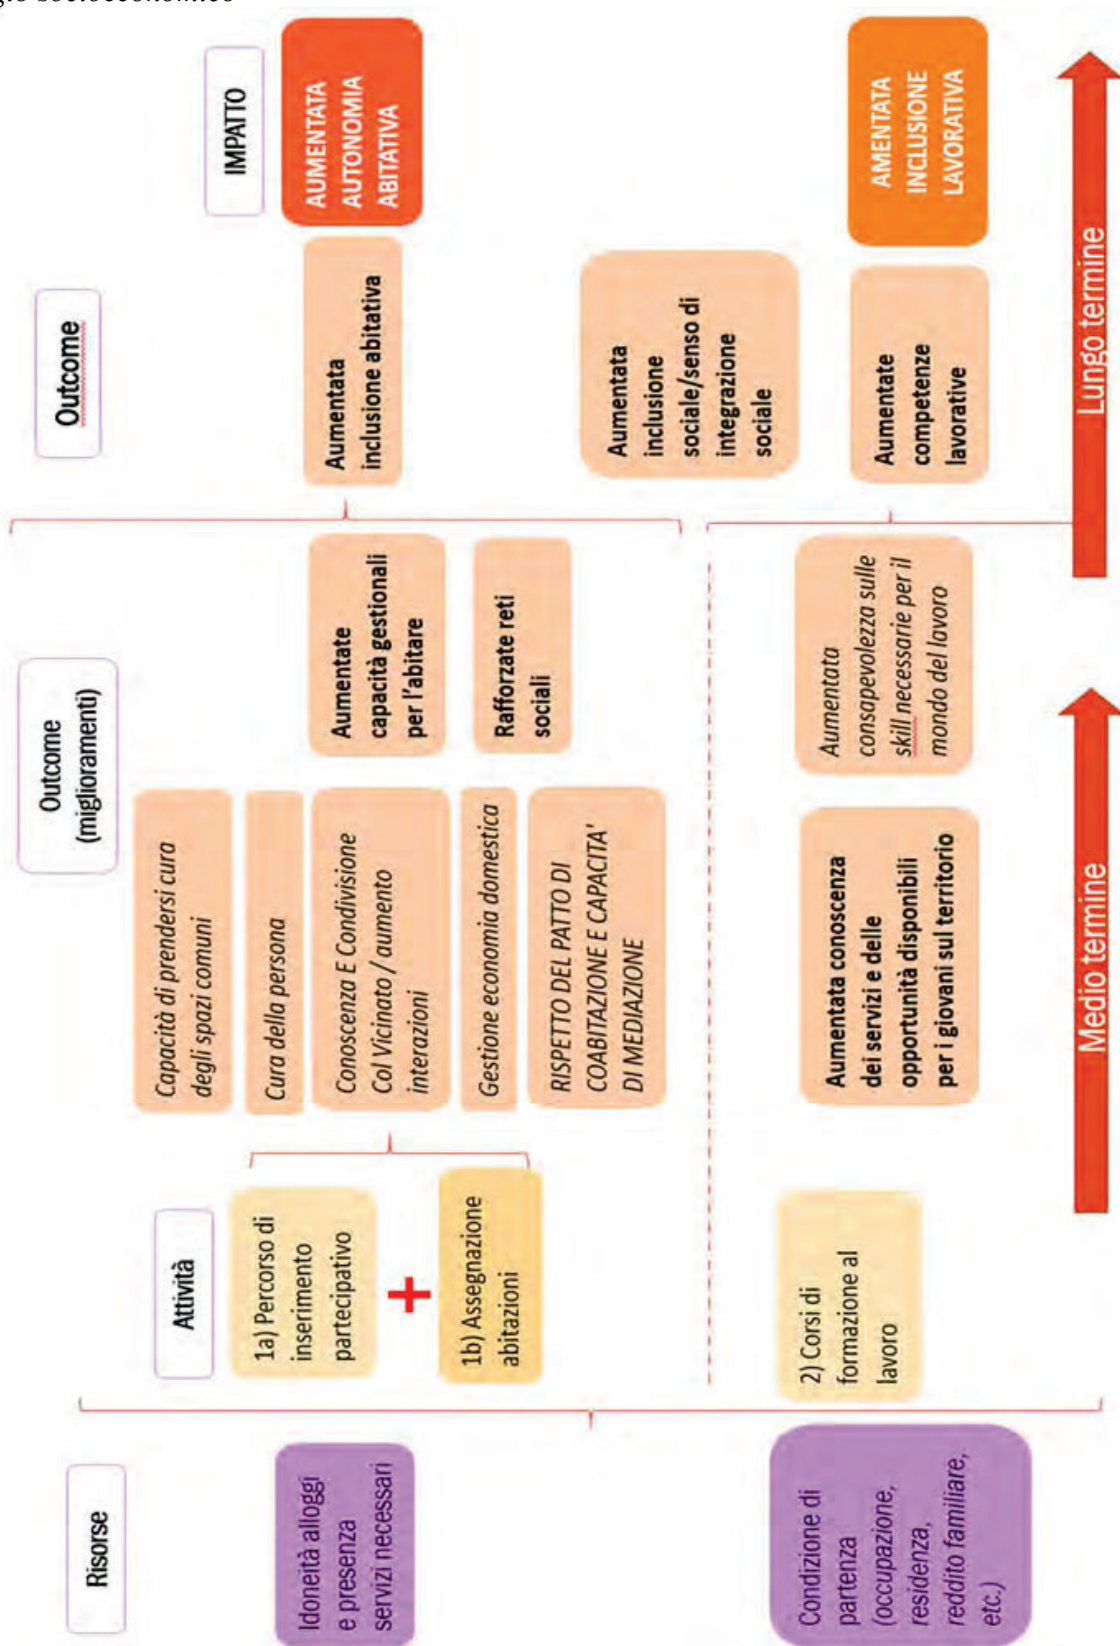 gio socioeconomico
Risorse
Idoneità alloggi
e presenza
servizi necessari
Condizione di
partenza
(occupazione,
residenza,
reddito familiare,
etc.)
Attività
1a) Percorso di
inserimento
partecipativo
+
1b) Assegnazione
abitazioni
2) Corsi di
formazione al
lavoro
Outcome
(miglioramenti)
Capacità di prendersi cura
degli spazi comuni
Cura della persona
Conoscenza E Condivisione
Col Vicinato / aumento
interazioni
Gestione economia domestica
RISPETTO DEL PATTO DI
COABITAZIONE E CAPACITA'
DI MEDIAZIONE
Aumentate
capacità gestionali
per l'abitare
Rafforzate reti
sociali
Aumentata conoscenza
dei servizi e delle
opportunità disponibili
per i giovani sul territorio
Aumentata
consapevolezza sulle
skill necessarie per il
mondo del lavoro
Outcome
Aumentata
inclusione abitativa
Aumentata
inclusione
sociale/senso di
integrazione
sociale
Aumentate
competenze
lavorative
IMPATTO
AUMENTATA
AUTONOMIA
ABITATIVA
AMENTATA
INCLUSIONE
LAVORATIVA
Medio termine
Lungo termine